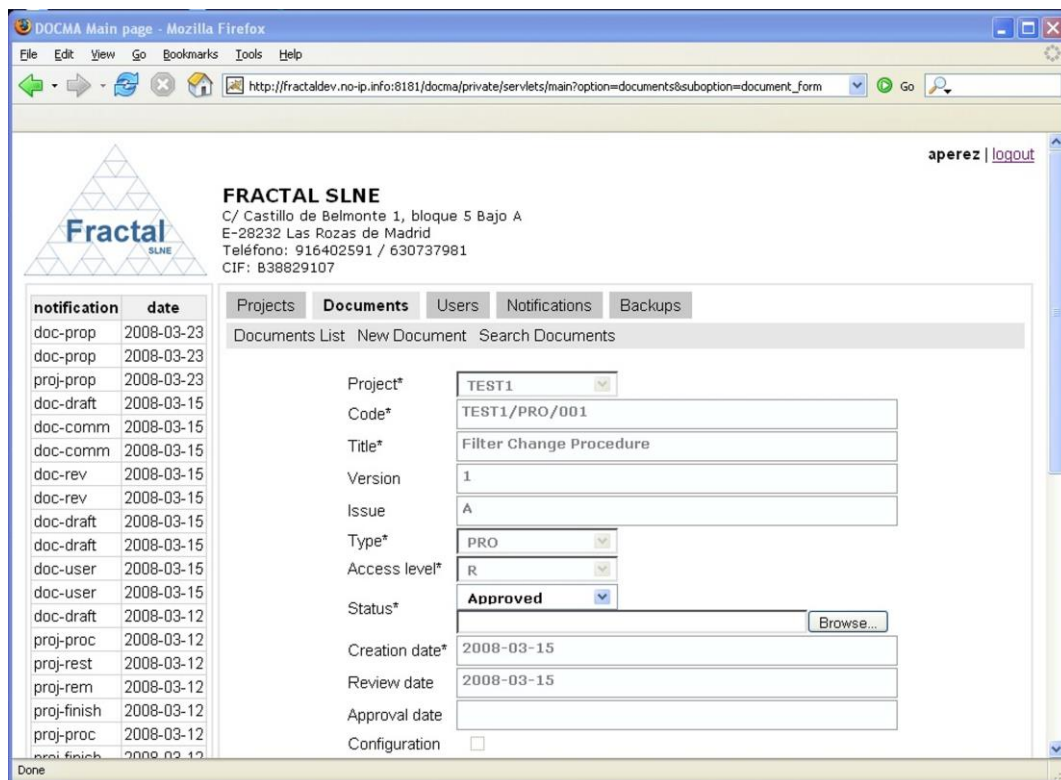 DOCMA Main page - Mozilla Firefox
File Edit View Go Bookmarks Tools Help
http://fractaldev.no-ip.info:8181/docma/private/servlets/main?option=documents&suboption=document_form Go
aperez | logout
Fractal
SLNE
FRACTAL SLNE
C/ Castillo de Belmonte 1, bloque 5 Bajo A
E-28232 Las Rozas de Madrid
Teléfono: 916402591 / 630737981
CIF: B38829107
notification date
doc-prop 2008-03-23
doc-prop 2008-03-23
proj-prop 2008-03-23
doc-draft 2008-03-15
doc-comm 2008-03-15
doc-comm 2008-03-15
doc-rev 2008-03-15
doc-rev 2008-03-15
doc-draft 2008-03-15
doc-draft 2008-03-15
doc-user 2008-03-15
doc-user 2008-03-15
doc-draft 2008-03-12
proj-proc 2008-03-12
proj-rest 2008-03-12
proj-rem 2008-03-12
proj-finish 2008-03-12
proj-proc 2008-03-12
proj-finish 2008-03-12
Projects Documents Users Notifications Backups
Documents List New Document Search Documents
Project* TEST1
Code* TEST1/PRO/001
Title* Filter Change Procedure
Version 1
Issue A
Type* PRO
Access level* R
Status* Approved
Browse...
Creation date* 2008-03-15
Review date 2008-03-15
Approval date
Configuration
Done